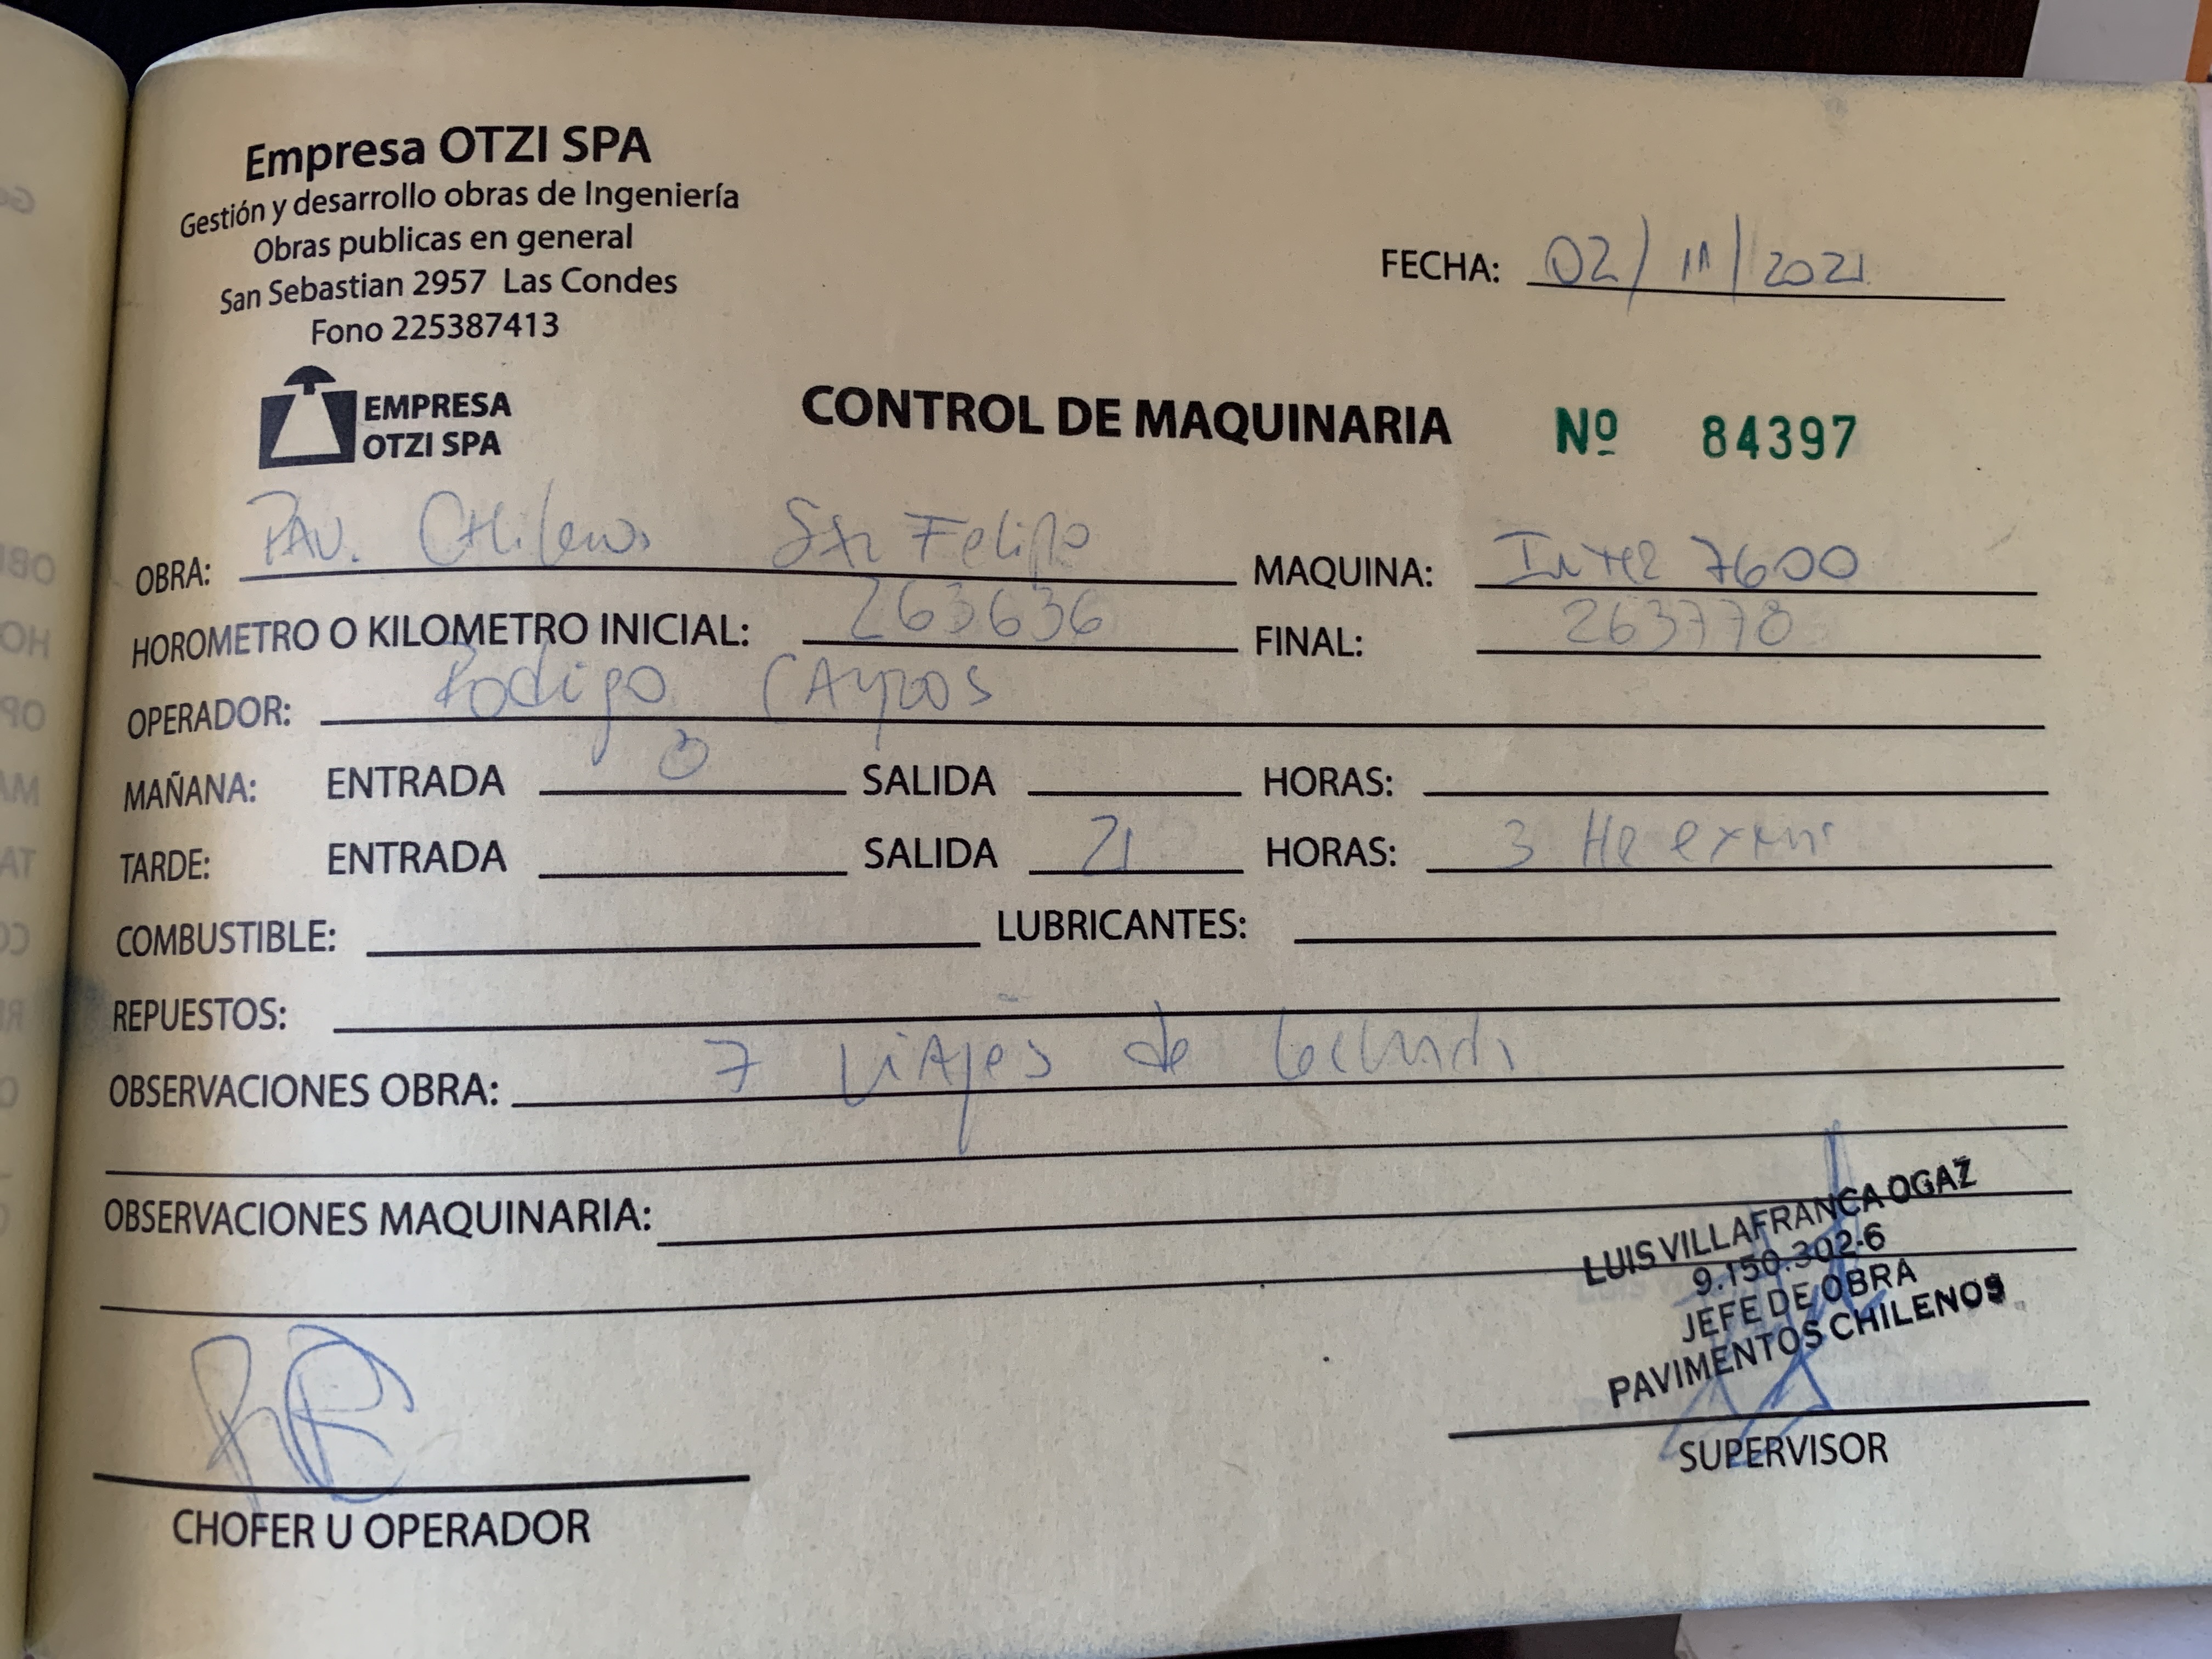 Empresa OTZI SPA
Gestión y desarrollo obras de Ingeniería
Obras publicas en general
San Sebastian 2957 Las Condes
Fono 225387413
FECHA: 02/11/2021
EMPRESA
OTZI SPA
CONTROL DE MAQUINARIA Nº 84397
OBRA: PAV. CHilenos Sn Felipe MAQUINA: Inter 7600
HOROMETRO O KILOMETRO INICIAL: 263636 FINAL: 263770
OPERADOR: Rodrigo CAmpos
MAÑANA: ENTRADA 8 SALIDA HORAS:
TARDE: ENTRADA SALIDA 21 HORAS: 3 Hr extras
COMBUSTIBLE: LUBRICANTES:
REPUESTOS:
OBSERVACIONES OBRA: 7 ViAjes de
OBSERVACIONES MAQUINARIA:
LUIS VILLAFRANCA OGAZ
9.150.302-6
JEFE DE OBRA
PAVIMENTOS CHILENOS
CHOFER U OPERADOR SUPERVISOR